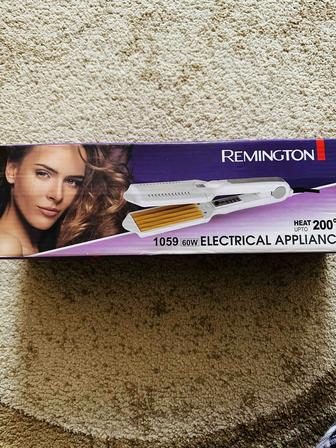 REMINGTON
HEAT
UPTO 200°
1059 60W ELECTRICAL APPLIANC